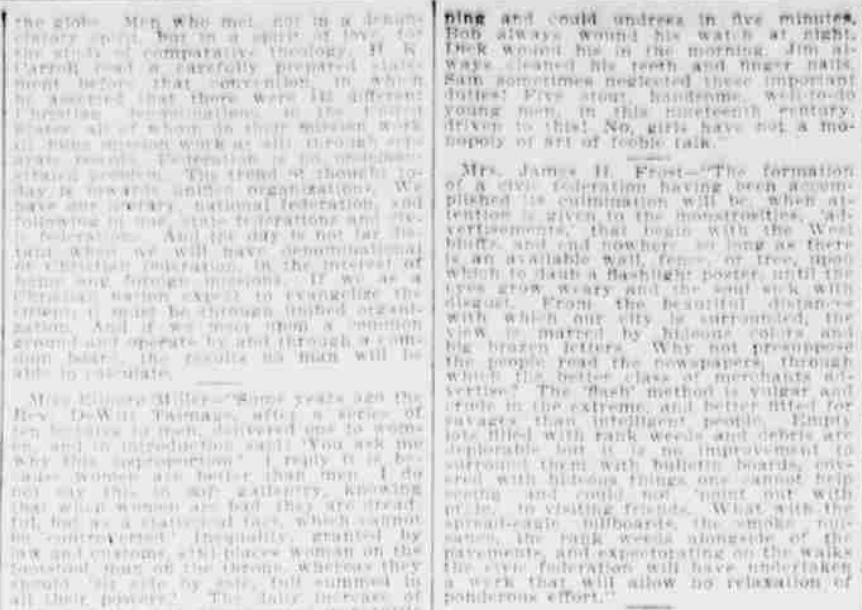 the globe. Men who met, not in a denun-
ciatory spirit, but in a spirit of love, for
the study of comparative theology. H. K.
Carroll read a carefully prepared state-
ment before that convention, in which
he asserted that there were different
Christian denominations in the United
States, all of whom do their mission work
through sep-
arate boards. Federation is no
problem. The trend of thought to-
day is towards unified organizations. We
have our literary, national federation, and
following in line, state federations and
federations. And the day is not far dis-
tant when we will have denominational
or Christian federation, in the interest of
home and foreign missions. If we as a
Christian nation expect to evangelize the
it must be through unified organi-
zation. And if we meet upon a common
ground and operate by and through a com-
mon board, the results no man will be
able to calculate.
Miller—"Some years ago the
Rev. DeWitt Talmage, after a series of
ten lectures to men, delivered one to wom-
en, and in introduction said: 'You ask me
why this disproportion? I reply it is be-
cause women are better than men. I do
not say this in gallantry, knowing
that when women are bad they are dread-
ful, but as a statistical fact, which cannot
be controverted.' Inequality, granted by
law and customs, still places woman on the
footstool, man on the throne, whereas they
should 'sit side by side, full summed in
all their powers.' The daily increase of
ning and could undress in five minutes.
Bob always wound his watch at night.
Dick wound his in the morning. Jim al-
ways cleaned his teeth and finger nails.
Sam sometimes neglected these important
duties! Five stout, handsome, well-to-do
young men, in this nineteenth century,
driven to this! No, girls have not a mo-
nopoly of art of feeble talk."
Mrs. James H. Frost—"The formation
of a civic federation having been accom-
plished its culmination will be, when at-
tention is given to the monstrosities, 'ad-
vertisements,' that begin with the West
bluffs, and end nowhere, so long as there
is an available wall, fence, or tree, upon
which to daub a flashlight poster, until the
eyes grow weary and the soul sick with
disgust. From the beautiful distances
with which our city is surrounded, the
view is marred by hideous colors and
big brazen letters. Why not presuppose
the people read the newspapers, through
which the better class of merchants ad-
vertise? The 'flash' method is vulgar and
crude in the extreme, and better fitted for
savages than intelligent people. Empty
lots filled with rank weeds and debris are
deplorable but it is no improvement to
surround them with bulletin boards, cov-
ered with hideous things one cannot help
seeing and could not 'point out with
pride,' to visiting friends. What with the
spread-eagle billboards, the smoke nui-
sance, the rank weeds alongside of the
pavements, and expectorating on the walks
the civic federation will have undertaken
a work that will allow no relaxation of
ponderous effort."